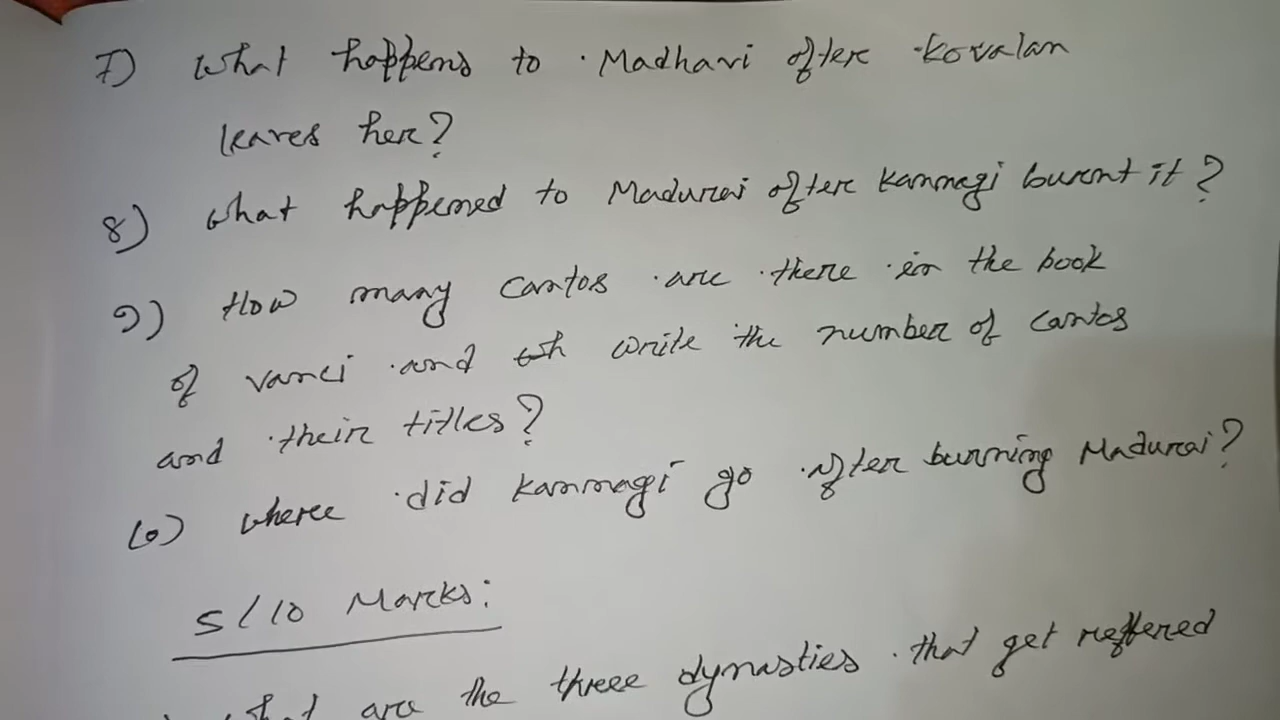 7) What happens to Madhavi after Kovalan
leaves her?
8) What happened to Madurai after Kannagi burnt it?
9) How many cantos are there in the book
of vanci and wh write the number of cantos
and their titles?
10) where did Kannagi go after burning Madurai?
5/10 Marks:
What are the three dynasties that get reffered